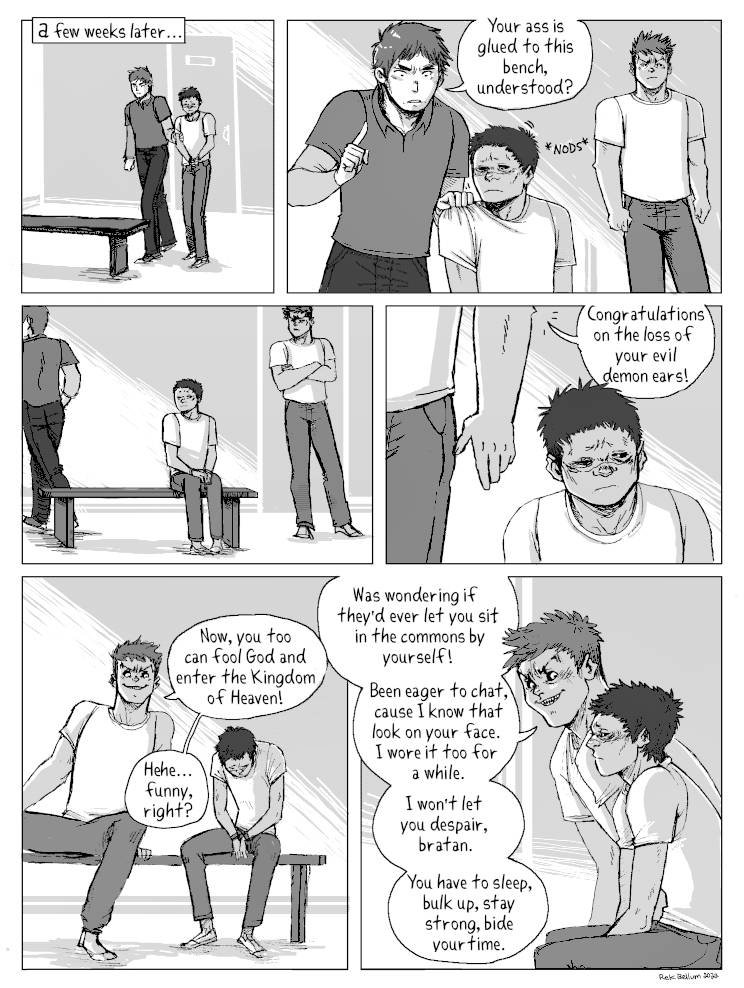 a few weeks later...
Your ass is
glued to this
bench,
understood?
*NODS*
Congratulations
on the loss of
your evil
demon ears!
Now, you too
can fool God and
enter the Kingdom
of Heaven!
Hehe...
funny,
right?
Was wondering if
they'd ever let you sit
in the commons by
yourself!
Been eager to chat,
cause I know that
look on your face.
I wore it too for
a while.
I won't let
you despair,
bratan.
You have to sleep,
bulk up, stay
strong, bide
your time.
Rek Bellum 2022